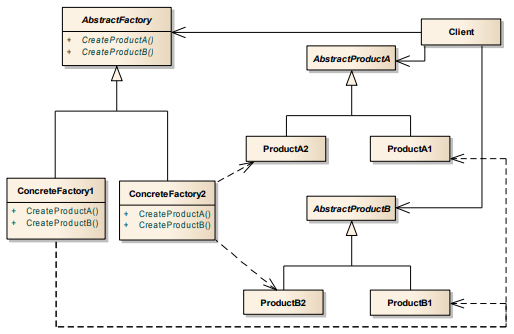 AbstractFactory
+ CreateProductA()
+ CreateProductB()
Client
AbstractProductA
ProductA2
ProductA1
ConcreteFactory1
+ CreateProductA()
+ CreateProductB()
ConcreteFactory2
+ CreateProductA()
+ CreateProductB()
AbstractProductB
ProductB2
ProductB1